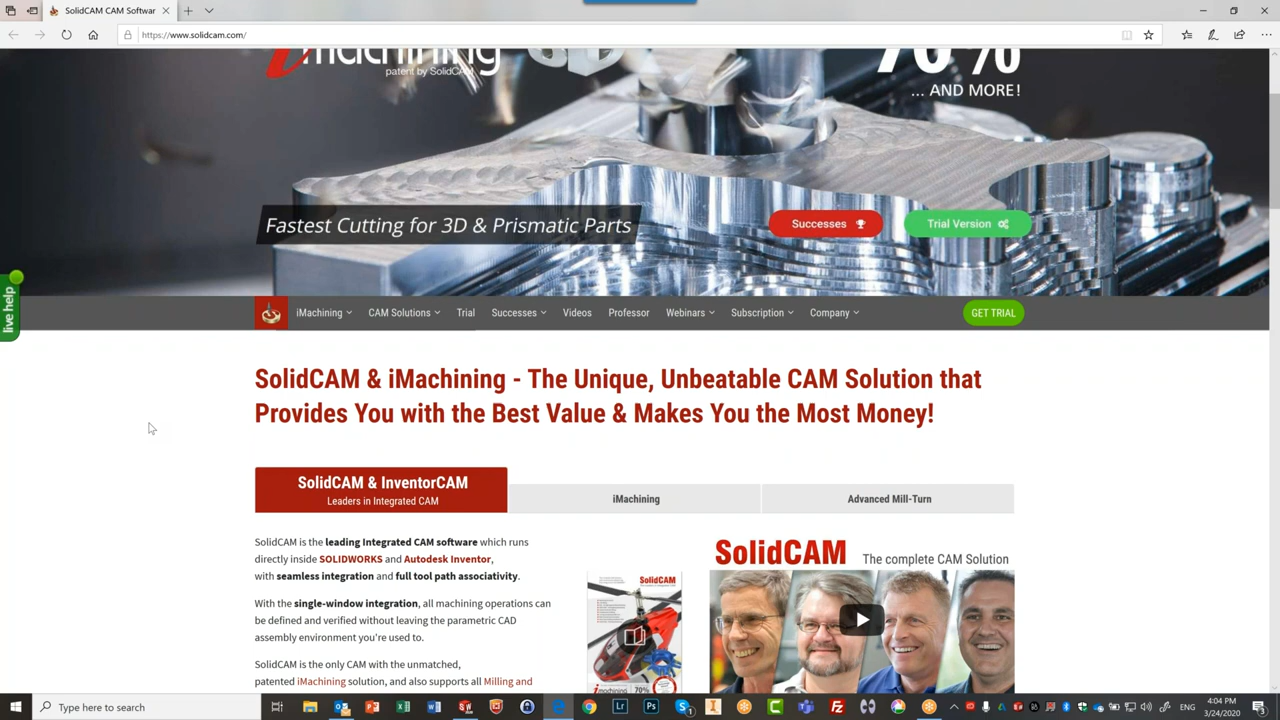 SolidCAM CAM Softwar
https://www.solidcam.com/
imachining 3D
patent by SolidCAM
70%
... AND MORE!
Fastest Cutting for 3D & Prismatic Parts
Successes
Trial Version
live help
iMachining
CAM Solutions
Trial
Successes
Videos
Professor
Webinars
Subscription
Company
GET TRIAL
SolidCAM & iMachining - The Unique, Unbeatable CAM Solution that
Provides You with the Best Value & Makes You the Most Money!
SolidCAM & InventorCAM
Leaders in Integrated CAM
iMachining
Advanced Mill-Turn
SolidCAM is the leading Integrated CAM software which runs
directly inside SOLIDWORKS and Autodesk Inventor,
with seamless integration and full tool path associativity.
With the single-window integration, all machining operations can
be defined and verified without leaving the parametric CAD
assembly environment you're used to.
SolidCAM is the only CAM with the unmatched,
patented iMachining solution, and also supports all Milling and
SolidCAM
imachining 70%
SolidCAM The complete CAM Solution
Type here to search
4:04 PM
3/24/2020